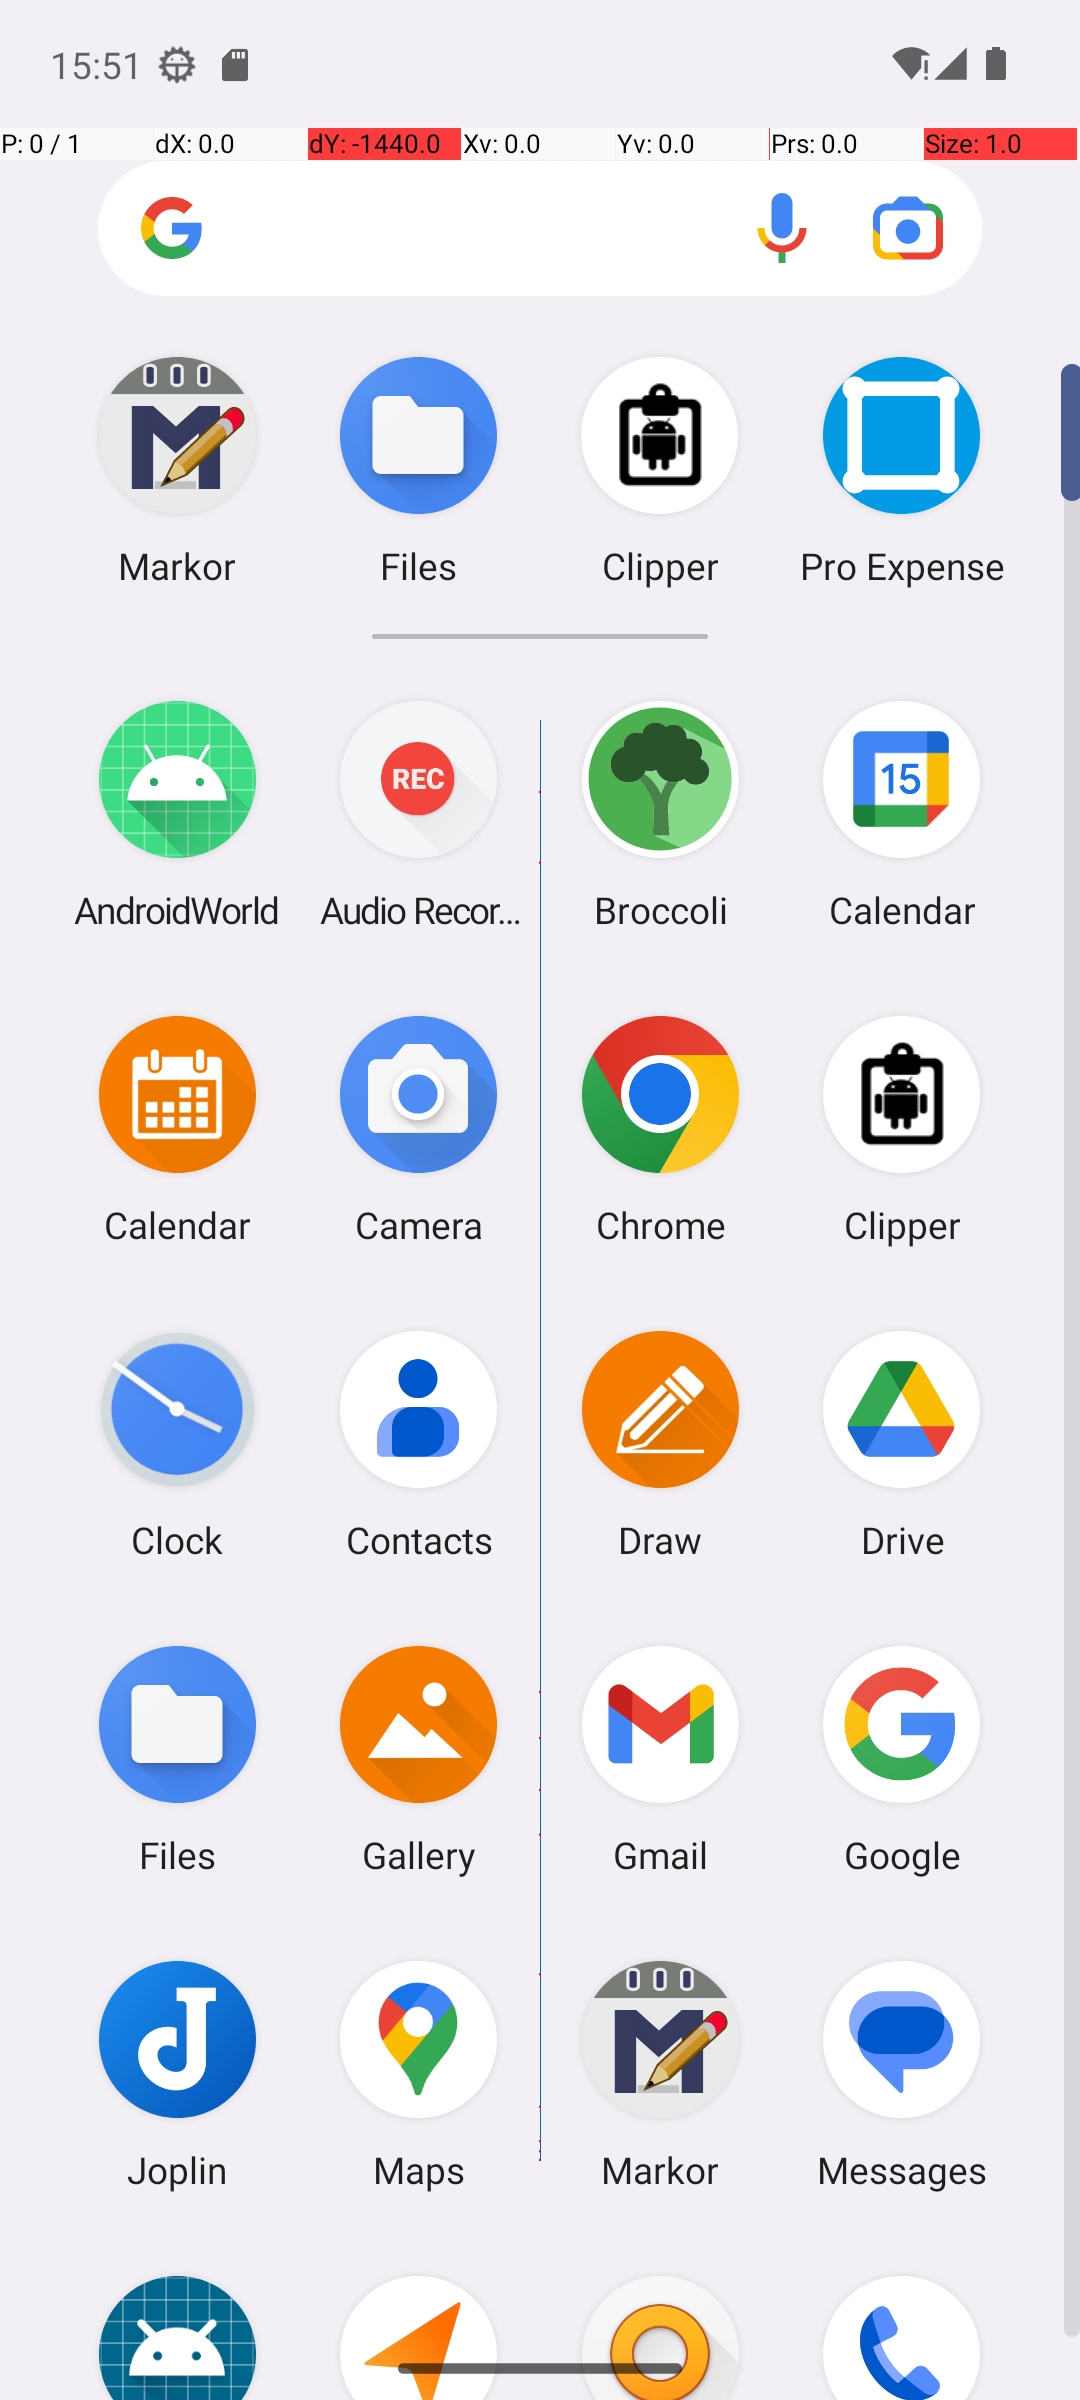 15:51
P: 0 / 1 dX: 0.0 dY: -1440.0 Xv: 0.0 Yv: 0.0 Prs: 0.0 Size: 1.0
Markor Files Clipper Pro Expense
REC 15
AndroidWorld Audio Recor... Broccoli Calendar
Calendar Camera Chrome Clipper
Clock Contacts Draw Drive
Files Gallery Gmail Google
Joplin Maps Markor Messages